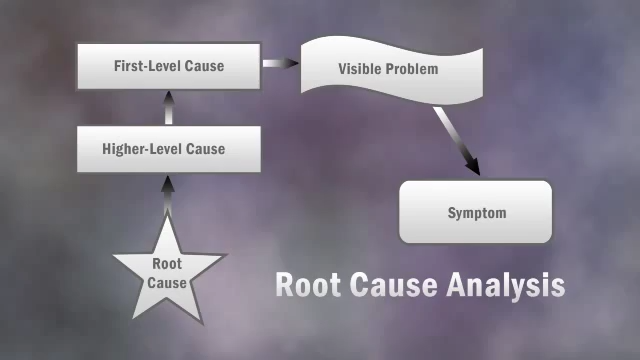 First-Level Cause
Visible Problem
Higher-Level Cause
Symptom
Root
Cause
Root Cause Analysis